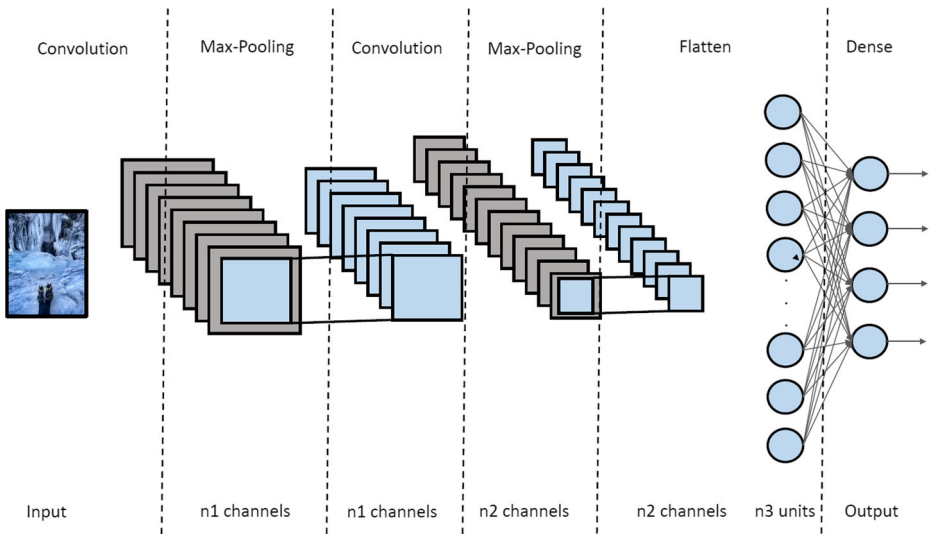 Convolution
Max-Pooling
Convolution
Max-Pooling
Flatten
Dense
Input
n1 channels
n1 channels
n2 channels
n2 channels
n3 units
Output